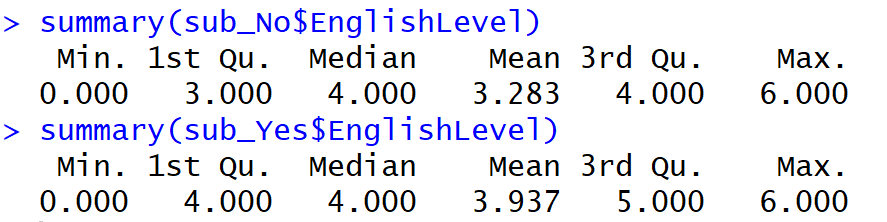 > summary(sub_No$EnglishLevel)
Min. 1st Qu. Median Mean 3rd Qu. Max.
0.000 3.000 4.000 3.283 4.000 6.000
> summary(sub_Yes$EnglishLevel)
Min. 1st Qu. Median Mean 3rd Qu. Max.
0.000 4.000 4.000 3.937 5.000 6.000